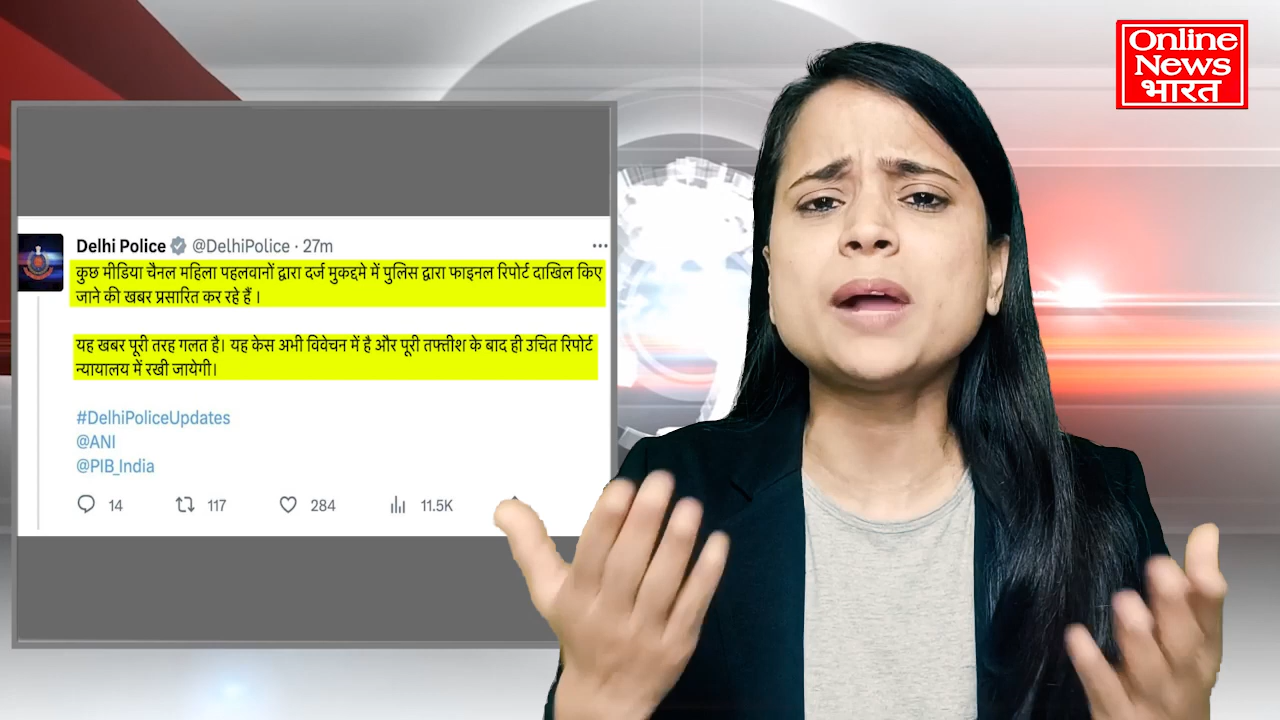 Online
News
भारत
Delhi Police @DelhiPolice · 27m
कुछ मीडिया चैनल महिला पहलवानों द्वारा दर्ज मुकद्दमे में पुलिस द्वारा फाइनल रिपोर्ट दाखिल किए
जाने की खबर प्रसारित कर रहे हैं ।
यह खबर पूरी तरह गलत है। यह केस अभी विवेचन में है और पूरी तफ्तीश के बाद ही उचित रिपोर्ट
न्यायालय में रखी जायेगी।
#DelhiPoliceUpdates
@ANI
@PIB_India
14 117 284 11.5K